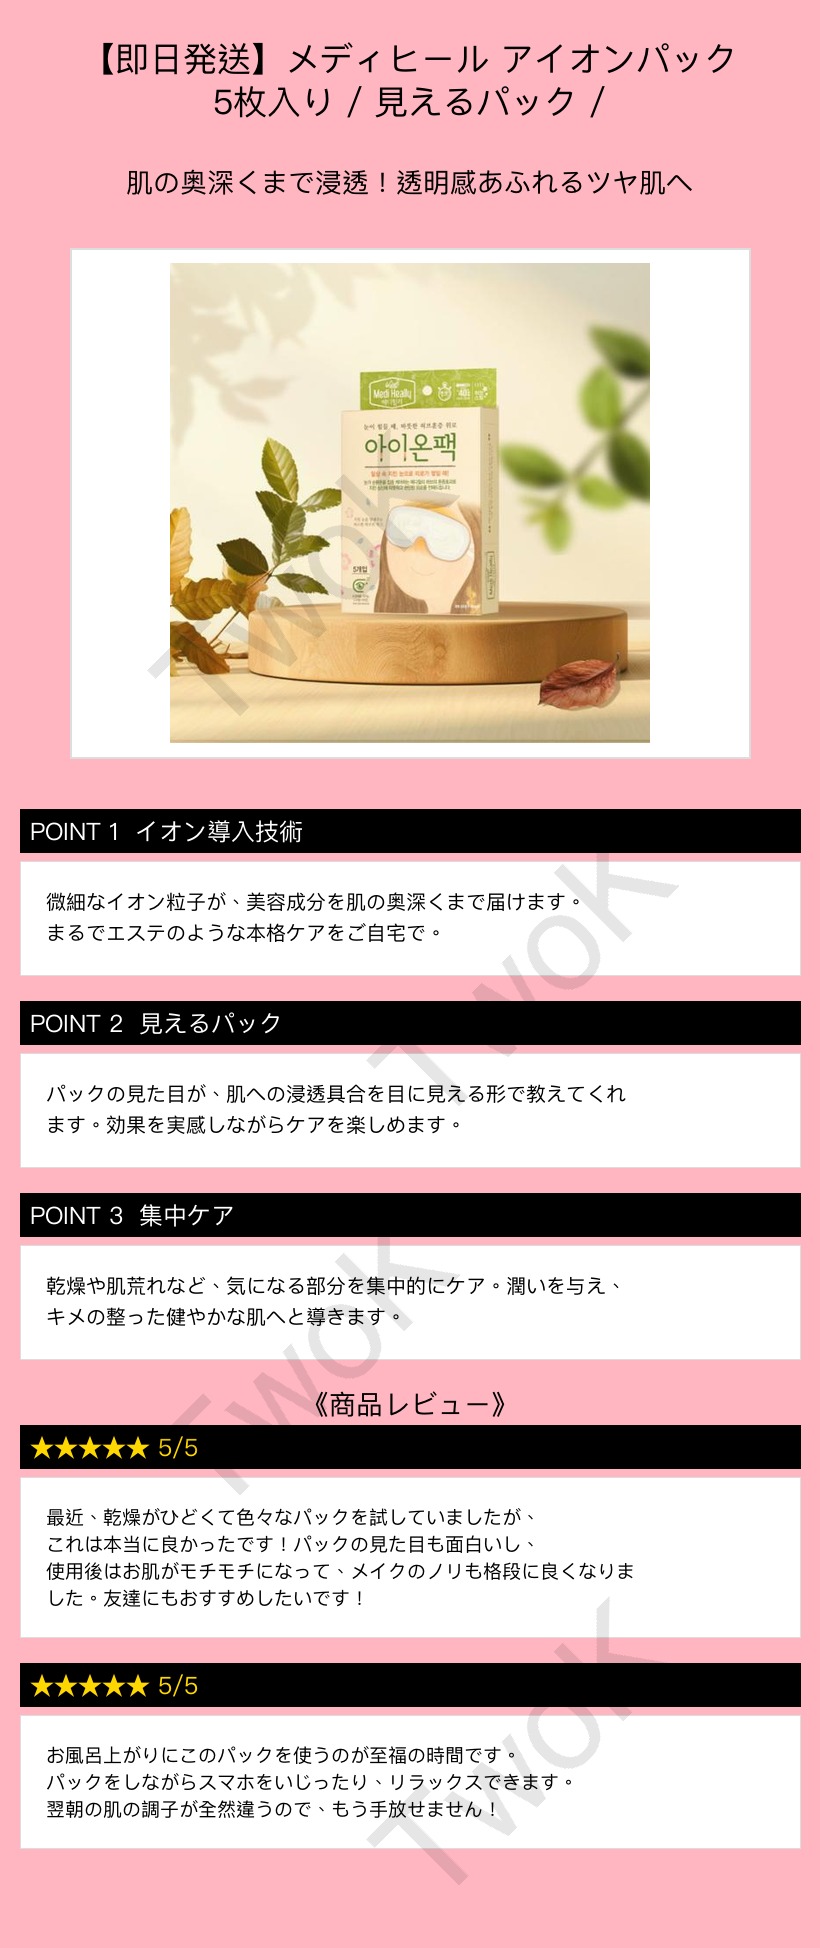 【即日発送】メディヒール アイオンパック
5枚入り / 見えるパック /
肌の奥深くまで浸透！透明感あふれるツヤ肌へ
Medi Heally
메디힐리
눈이 힘들 때, 따뜻한 허브훈증 위로
아이온팩
5개입
POINT 1 イオン導入技術
微細なイオン粒子が、美容成分を肌の奥深くまで届けます。
まるでエステのような本格ケアをご自宅で。
POINT 2 見えるパック
パックの見た目が、肌への浸透具合を目に見える形で教えてくれ
ます。効果を実感しながらケアを楽しめます。
POINT 3 集中ケア
乾燥や肌荒れなど、気になる部分を集中的にケア。潤いを与え、
キメの整った健やかな肌へと導きます。
《商品レビュー》
★★★★★ 5/5
最近、乾燥がひどくて色々なパックを試していましたが、
これは本当に良かったです！パックの見た目も面白いし、
使用後はお肌がモチモチになって、メイクのノリも格段に良くなりま
した。友達にもおすすめしたいです！
★★★★★ 5/5
お風呂上がりにこのパックを使うのが至福の時間です。
パックをしながらスマホをいじったり、リラックスできます。
翌朝の肌の調子が全然違うので、もう手放せません！
TwoK
TwoK
TwoK
TwoK